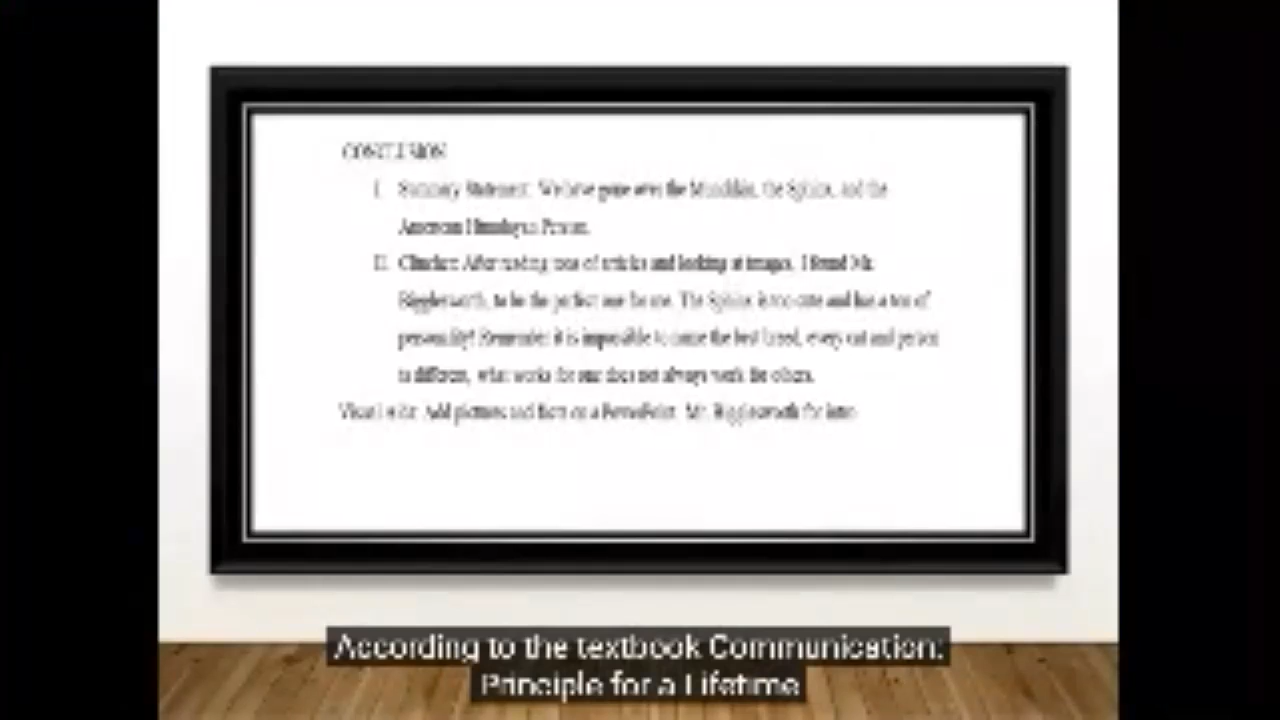 CONCLUSION
I. Summary Statement: We have gone over the Munchkin, the Sphinx, and the
American Himalayan Persian.
II. Clincher: After reading tons of articles and looking at images, I found Mr.
Bigglesworth, to be the perfect one for me. The Sphinx is too cute and has a ton of
personality! Remember it is impossible to name the best breed, every cat and person
is different, what works for one does not always work for others.
Visual aids: Add pictures and facts on a PowerPoint. Mr. Bigglesworth for intro
According to the textbook Communication:
Principle for a Lifetime